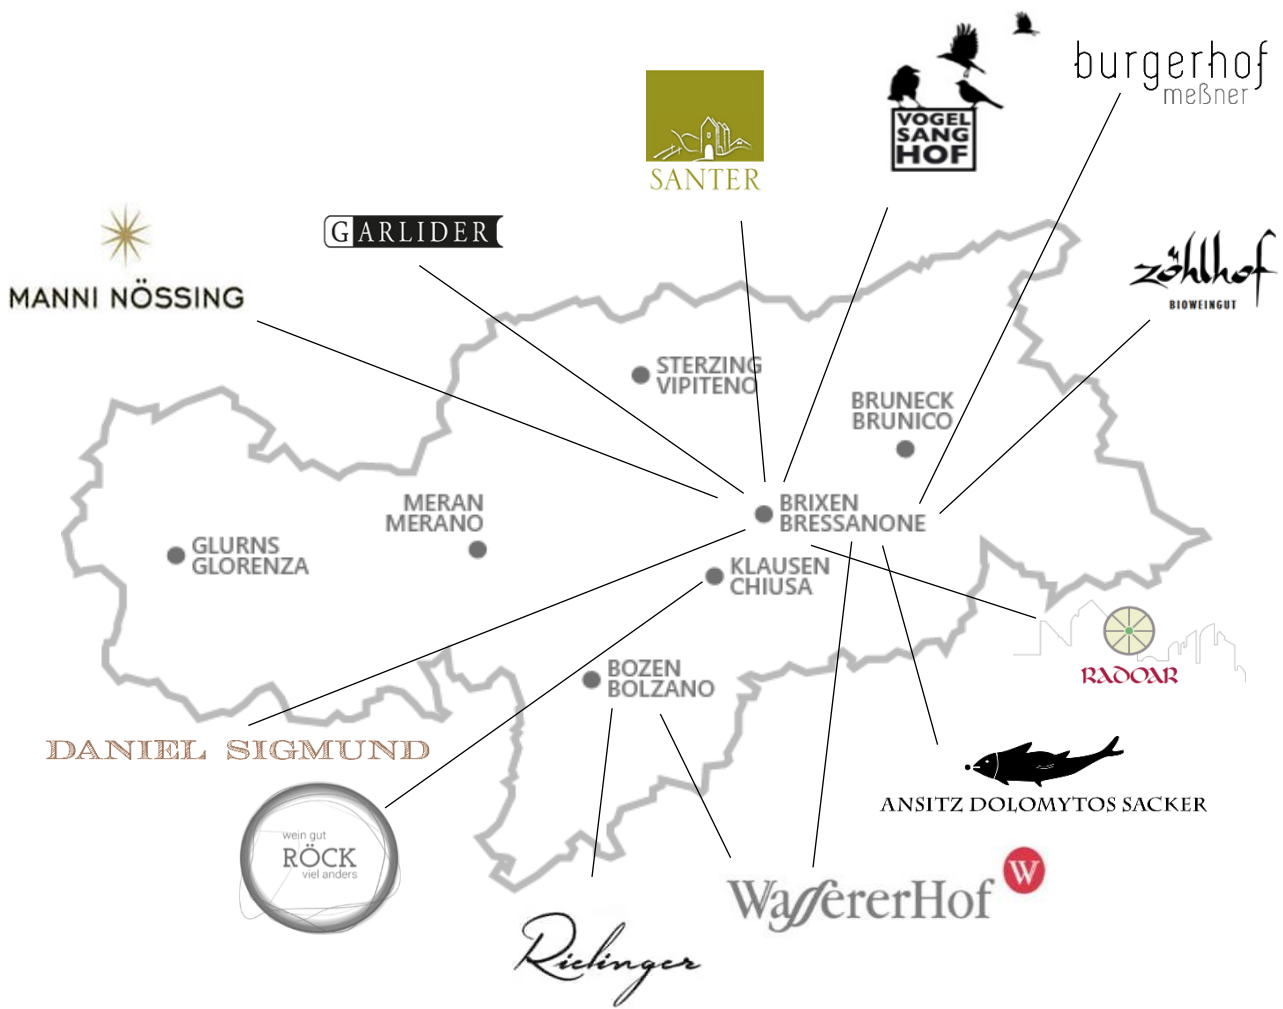 burgerhof
meßner
VOGEL
SANG
HOF
SANTER
GARLIDER
zöhlhof
BIOWEINGUT
MANNI NÖSSING
STERZING
VIPITENO
BRUNECK
BRUNICO
MERAN
MERANO
BRIXEN
BRESSANONE
GLURNS
GLORENZA
KLAUSEN
CHIUSA
BOZEN
BOLZANO
RADOAR
DANIEL SIGMUND
ANSITZ DOLOMYTOS SACKER
wein gut
RÖCK
viel anders
W
WassererHof
Rielinger